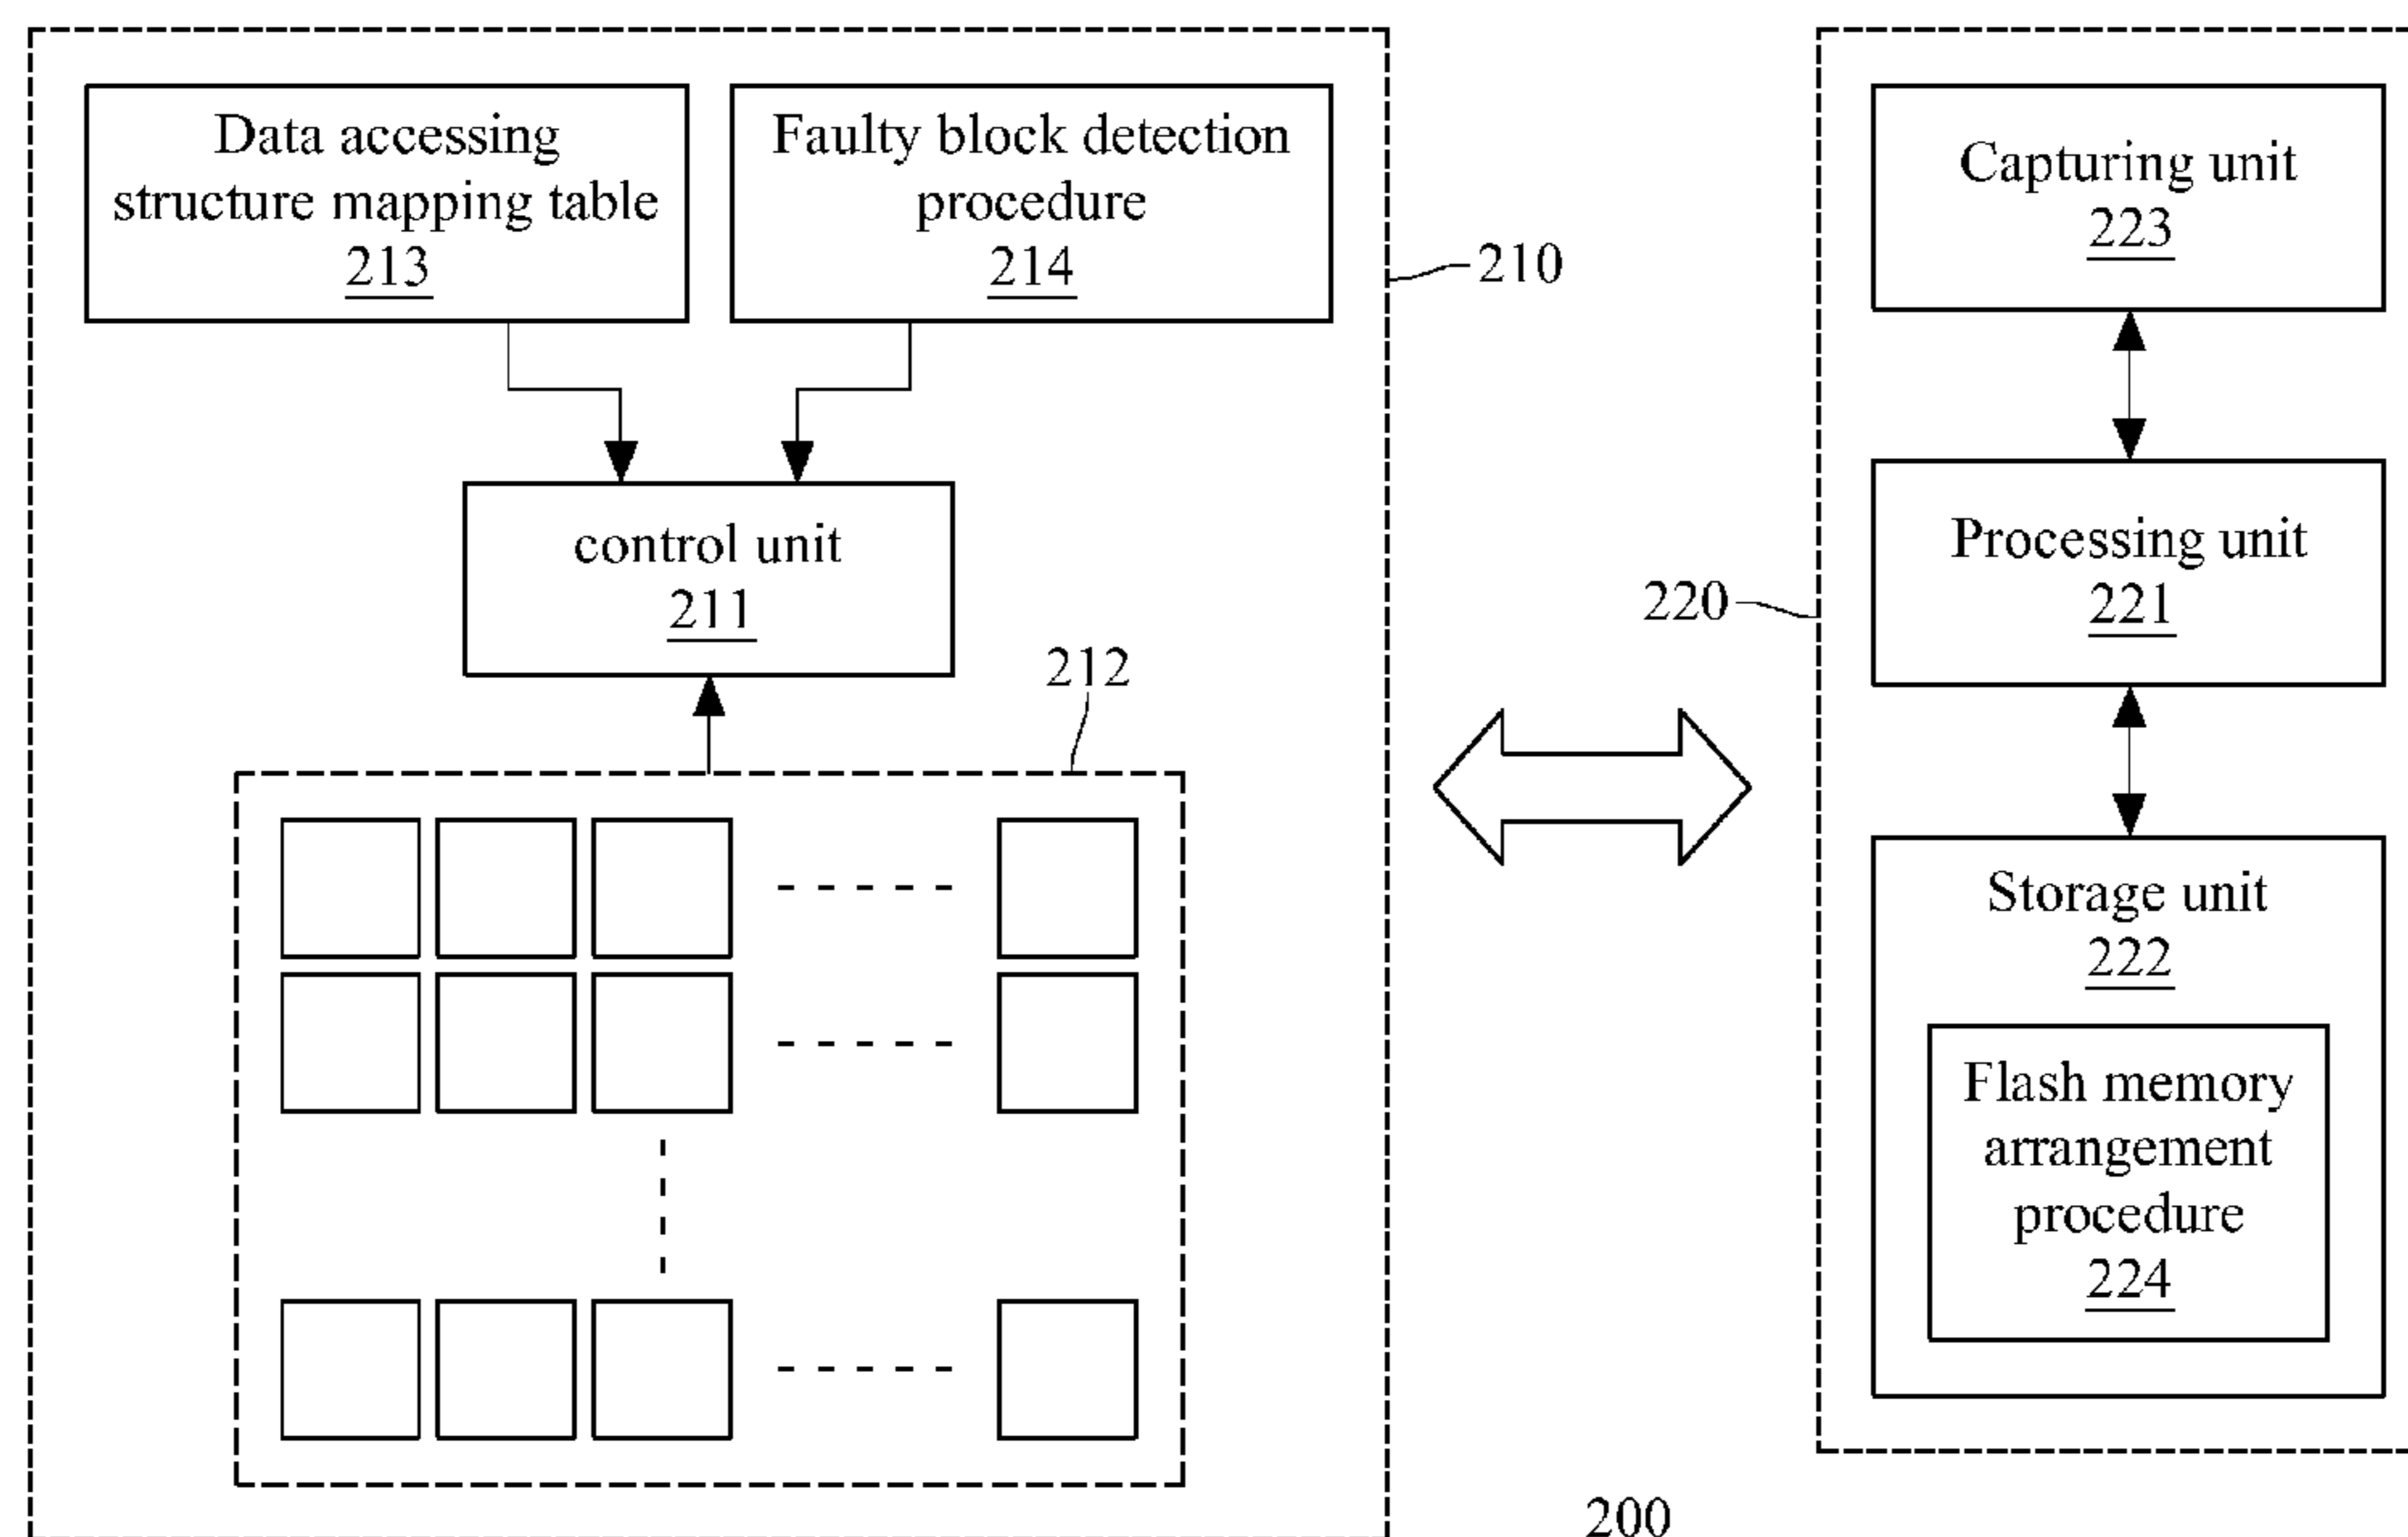 Data accessing
structure mapping table
213
Faulty block detection
procedure
214
210
control unit
211
212
220
Capturing unit
223
Processing unit
221
Storage unit
222
Flash memory
arrangement
procedure
224
200